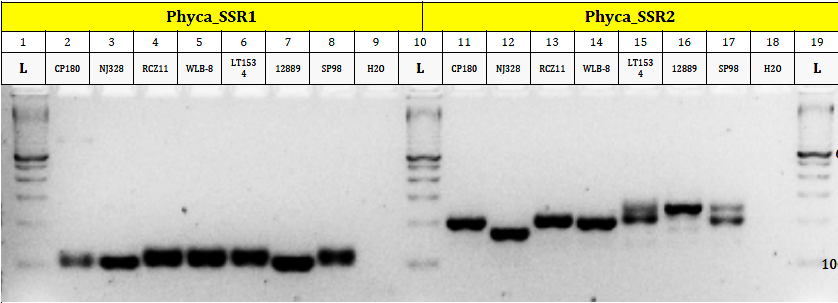 Phyca_SSR1 Phyca_SSR2
1 2 3 4 5 6 7 8 9 10 11 12 13 14 15 16 17 18 19
L CP180 NJ328 RCZ11 WLB-8 LT153 12889 SP98 H2O L CP180 NJ328 RCZ11 WLB-8 LT153 12889 SP98 H2O L
4 4
10